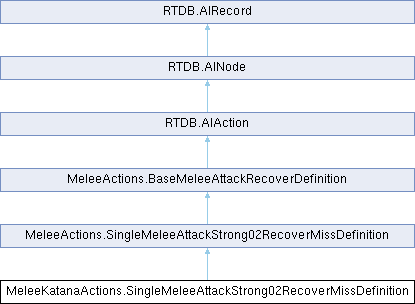 RTDB.AIRecord
RTDB.AINode
RTDB.AIAction
MeleeActions.BaseMeleeAttackRecoverDefinition
MeleeActions.SingleMeleeAttackStrong02RecoverMissDefinition
MeleeKatanaActions.SingleMeleeAttackStrong02RecoverMissDefinition